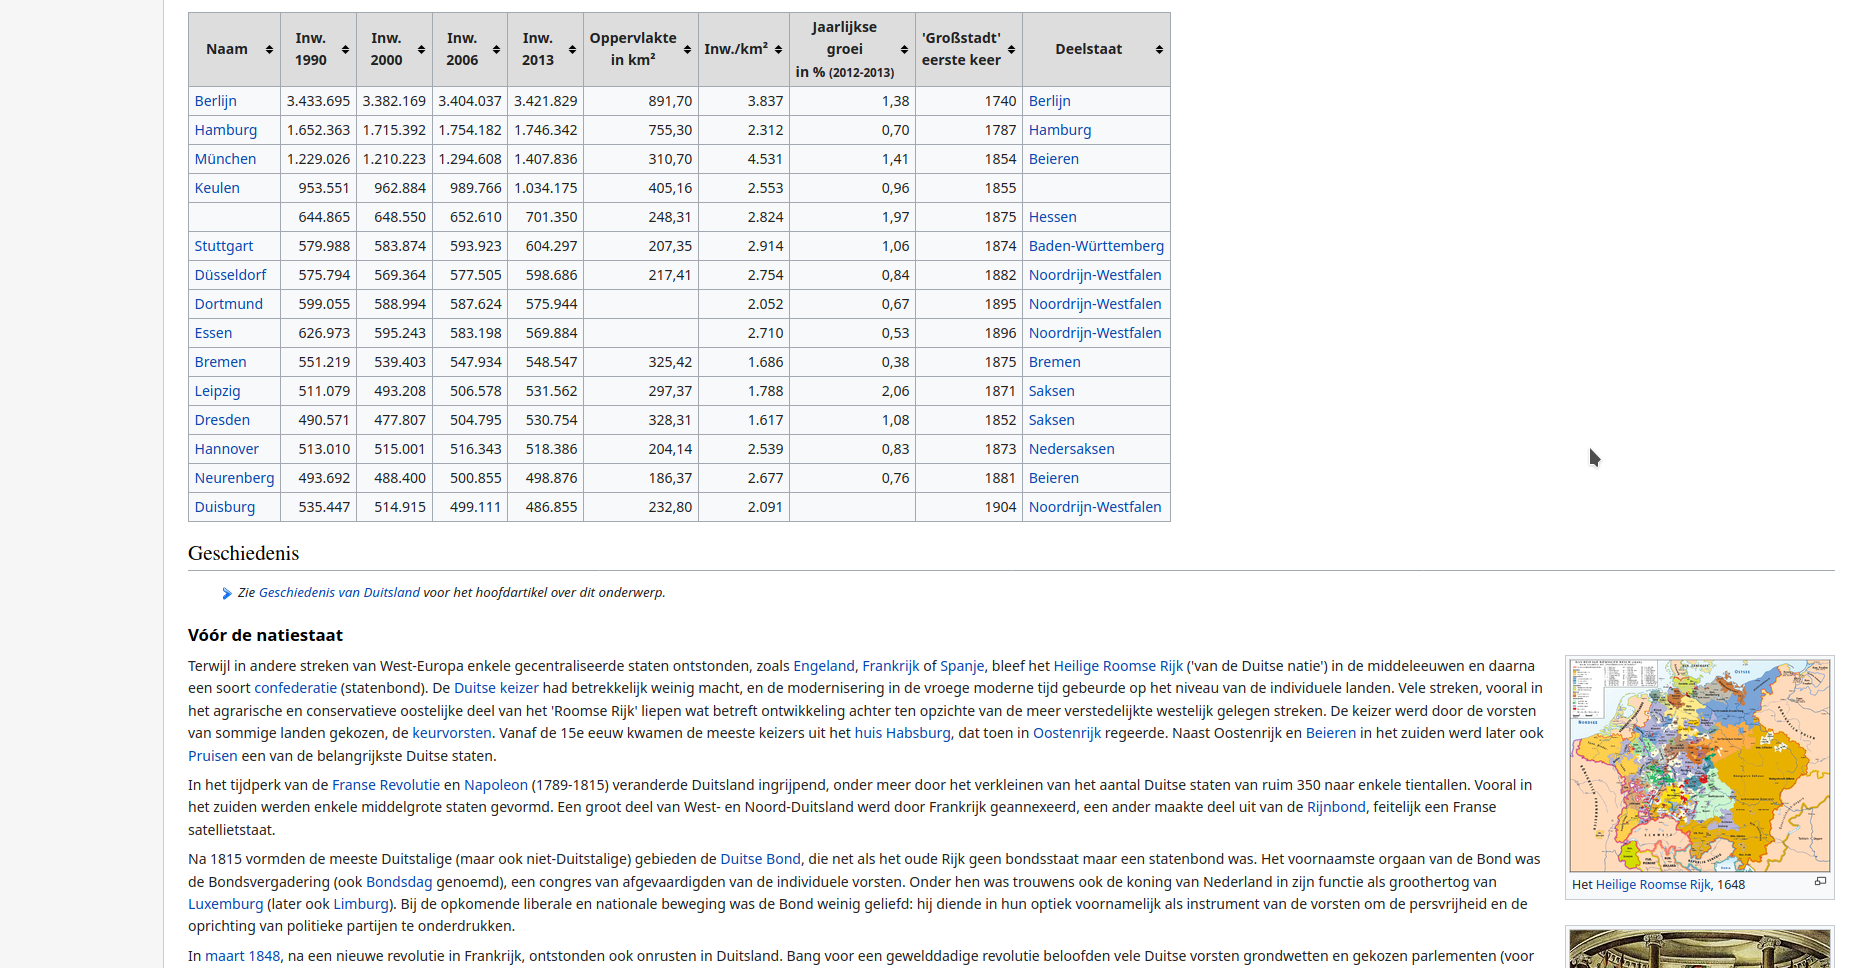 Naam Inw. 1990 Inw. 2000 Inw. 2006 Inw. 2013 Oppervlakte in km² Inw./km² Jaarlijkse groei in % (2012-2013) 'Großstadt' eerste keer Deelstaat
Berlijn 3.433.695 3.382.169 3.404.037 3.421.829 891,70 3.837 1,38 1740 Berlijn
Hamburg 1.652.363 1.715.392 1.754.182 1.746.342 755,30 2.312 0,70 1787 Hamburg
München 1.229.026 1.210.223 1.294.608 1.407.836 310,70 4.531 1,41 1854 Beieren
Keulen 953.551 962.884 989.766 1.034.175 405,16 2.553 0,96 1855
644.865 648.550 652.610 701.350 248,31 2.824 1,97 1875 Hessen
Stuttgart 579.988 583.874 593.923 604.297 207,35 2.914 1,06 1874 Baden-Württemberg
Düsseldorf 575.794 569.364 577.505 598.686 217,41 2.754 0,84 1882 Noordrijn-Westfalen
Dortmund 599.055 588.994 587.624 575.944 2.052 0,67 1895 Noordrijn-Westfalen
Essen 626.973 595.243 583.198 569.884 2.710 0,53 1896 Noordrijn-Westfalen
Bremen 551.219 539.403 547.934 548.547 325,42 1.686 0,38 1875 Bremen
Leipzig 511.079 493.208 506.578 531.562 297,37 1.788 2,06 1871 Saksen
Dresden 490.571 477.807 504.795 530.754 328,31 1.617 1,08 1852 Saksen
Hannover 513.010 515.001 516.343 518.386 204,14 2.539 0,83 1873 Nedersaksen
Neurenberg 493.692 488.400 500.855 498.876 186,37 2.677 0,76 1881 Beieren
Duisburg 535.447 514.915 499.111 486.855 232,80 2.091 1904 Noordrijn-Westfalen
Geschiedenis
Zie Geschiedenis van Duitsland voor het hoofdartikel over dit onderwerp.
Vóór de natiestaat
Terwijl in andere streken van West-Europa enkele gecentraliseerde staten ontstonden, zoals Engeland, Frankrijk of Spanje, bleef het Heilige Roomse Rijk ('van de Duitse natie') in de middeleeuwen en daarna
een soort confederatie (statenbond). De Duitse keizer had betrekkelijk weinig macht, en de modernisering in de vroege moderne tijd gebeurde op het niveau van de individuele landen. Vele streken, vooral in
het agrarische en conservatieve oostelijke deel van het 'Roomse Rijk' liepen wat betreft ontwikkeling achter ten opzichte van de meer verstedelijkte westelijk gelegen streken. De keizer werd door de vorsten
van sommige landen gekozen, de keurvorsten. Vanaf de 15e eeuw kwamen de meeste keizers uit het huis Habsburg, dat toen in Oostenrijk regeerde. Naast Oostenrijk en Beieren in het zuiden werd later ook
Pruisen een van de belangrijkste Duitse staten.
In het tijdperk van de Franse Revolutie en Napoleon (1789-1815) veranderde Duitsland ingrijpend, onder meer door het verkleinen van het aantal Duitse staten van ruim 350 naar enkele tientallen. Vooral in
het zuiden werden enkele middelgrote staten gevormd. Een groot deel van West- en Noord-Duitsland werd door Frankrijk geannexeerd, een ander maakte deel uit van de Rijnbond, feitelijk een Franse
satellietstaat.
Na 1815 vormden de meeste Duitstalige (maar ook niet-Duitstalige) gebieden de Duitse Bond, die net als het oude Rijk geen bondsstaat maar een statenbond was. Het voornaamste orgaan van de Bond was
de Bondsvergadering (ook Bondsdag genoemd), een congres van afgevaardigden van de individuele vorsten. Onder hen was trouwens ook de koning van Nederland in zijn functie als groothertog van
Luxemburg (later ook Limburg). Bij de opkomende liberale en nationale beweging was de Bond weinig geliefd: hij diende in hun optiek voornamelijk als instrument van de vorsten om de persvrijheid en de
oprichting van politieke partijen te onderdrukken.
In maart 1848, na een nieuwe revolutie in Frankrijk, ontstonden ook onrusten in Duitsland. Bang voor een gewelddadige revolutie beloofden vele Duitse vorsten grondwetten en gekozen parlementen (voor
Het Heilige Roomse Rijk, 1648